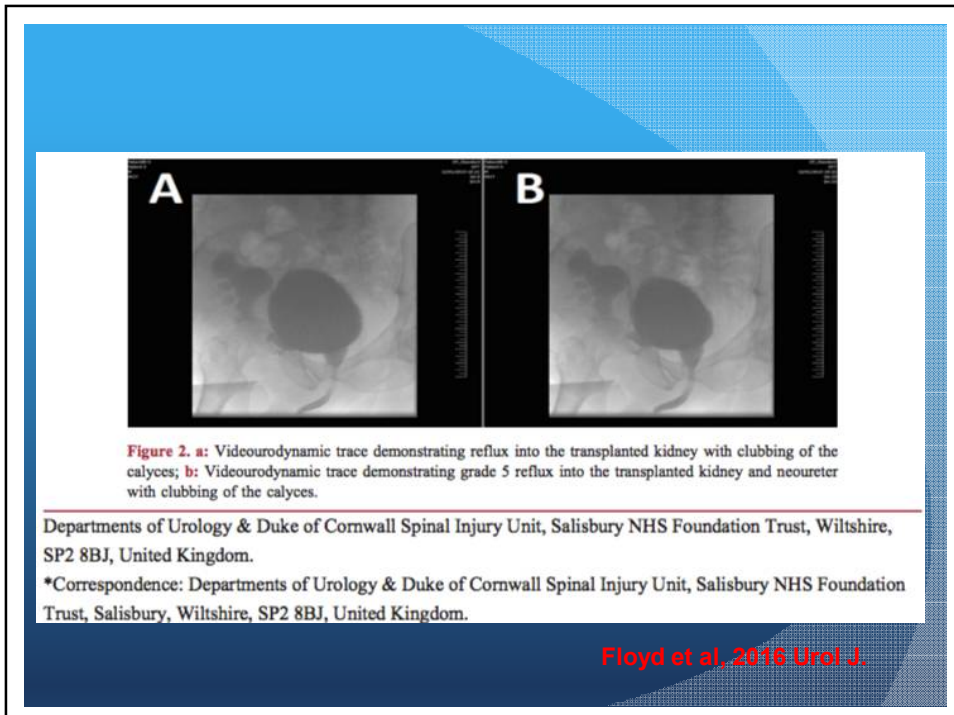 A
B
Figure 2. a: Videourodynamic trace demonstrating reflux into the transplanted kidney with clubbing of the
calyces; b: Videourodynamic trace demonstrating grade 5 reflux into the transplanted kidney and neoureter
with clubbing of the calyces.
Departments of Urology & Duke of Cornwall Spinal Injury Unit, Salisbury NHS Foundation Trust, Wiltshire,
SP2 8BJ, United Kingdom.
*Correspondence: Departments of Urology & Duke of Cornwall Spinal Injury Unit, Salisbury NHS Foundation
Trust, Salisbury, Wiltshire, SP2 8BJ, United Kingdom.
Floyd et al, 2016 Urol J.